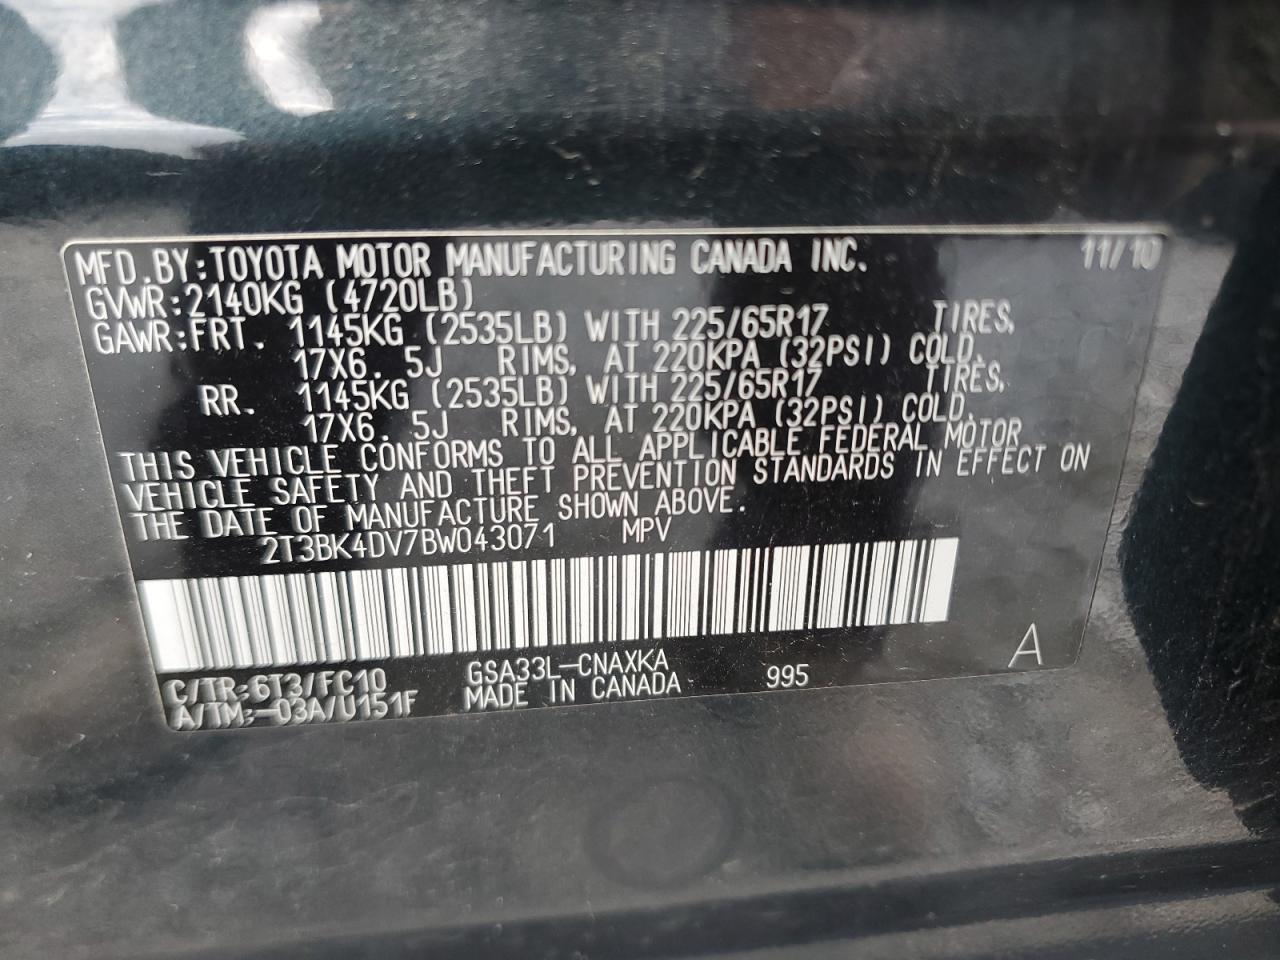 MFD.BY:TOYOTA MOTOR MANUFACTURING CANADA INC. 11/10
GVWR:2140KG (4720LB)
GAWR:FRT. 1145KG (2535LB) WITH 225/65R17 TIRES,
17X6.5J RIMS, AT 220KPA (32PSI) COLD.
RR. 1145KG (2535LB) WITH 225/65R17 TIRES,
17X6.5J RIMS, AT 220KPA (32PSI) COLD.
THIS VEHICLE CONFORMS TO ALL APPLICABLE FEDERAL MOTOR
VEHICLE SAFETY AND THEFT PREVENTION STANDARDS IN EFFECT ON
THE DATE OF MANUFACTURE SHOWN ABOVE.
2T3BK4DV7BW043071 MPV
C/TR:6T3/FC10 GSA33L-CNAXKA 995 A
A/TM:-03A/U151F MADE IN CANADA